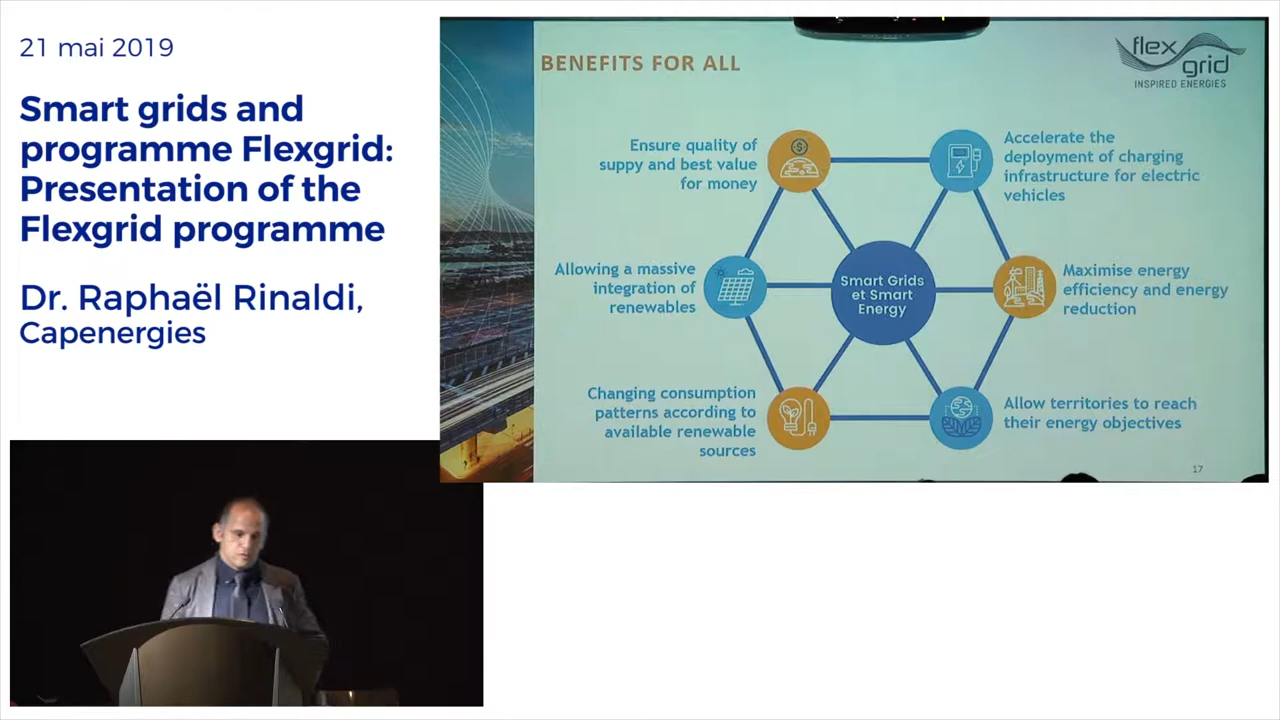 21 mai 2019
Smart grids and
programme Flexgrid:
Presentation of the
Flexgrid programme
Dr. Raphaël Rinaldi,
Capenergies
BENEFITS FOR ALL
flex
grid
INSPIRED ENERGIES
Ensure quality of
suppy and best value
for money
Accelerate the
deployment of charging
infrastructure for electric
vehicles
Allowing a massive
integration of
renewables
Smart Grids
et Smart
Energy
Maximise energy
efficiency and energy
reduction
Changing consumption
patterns according to
available renewable
sources
Allow territories to reach
their energy objectives
17